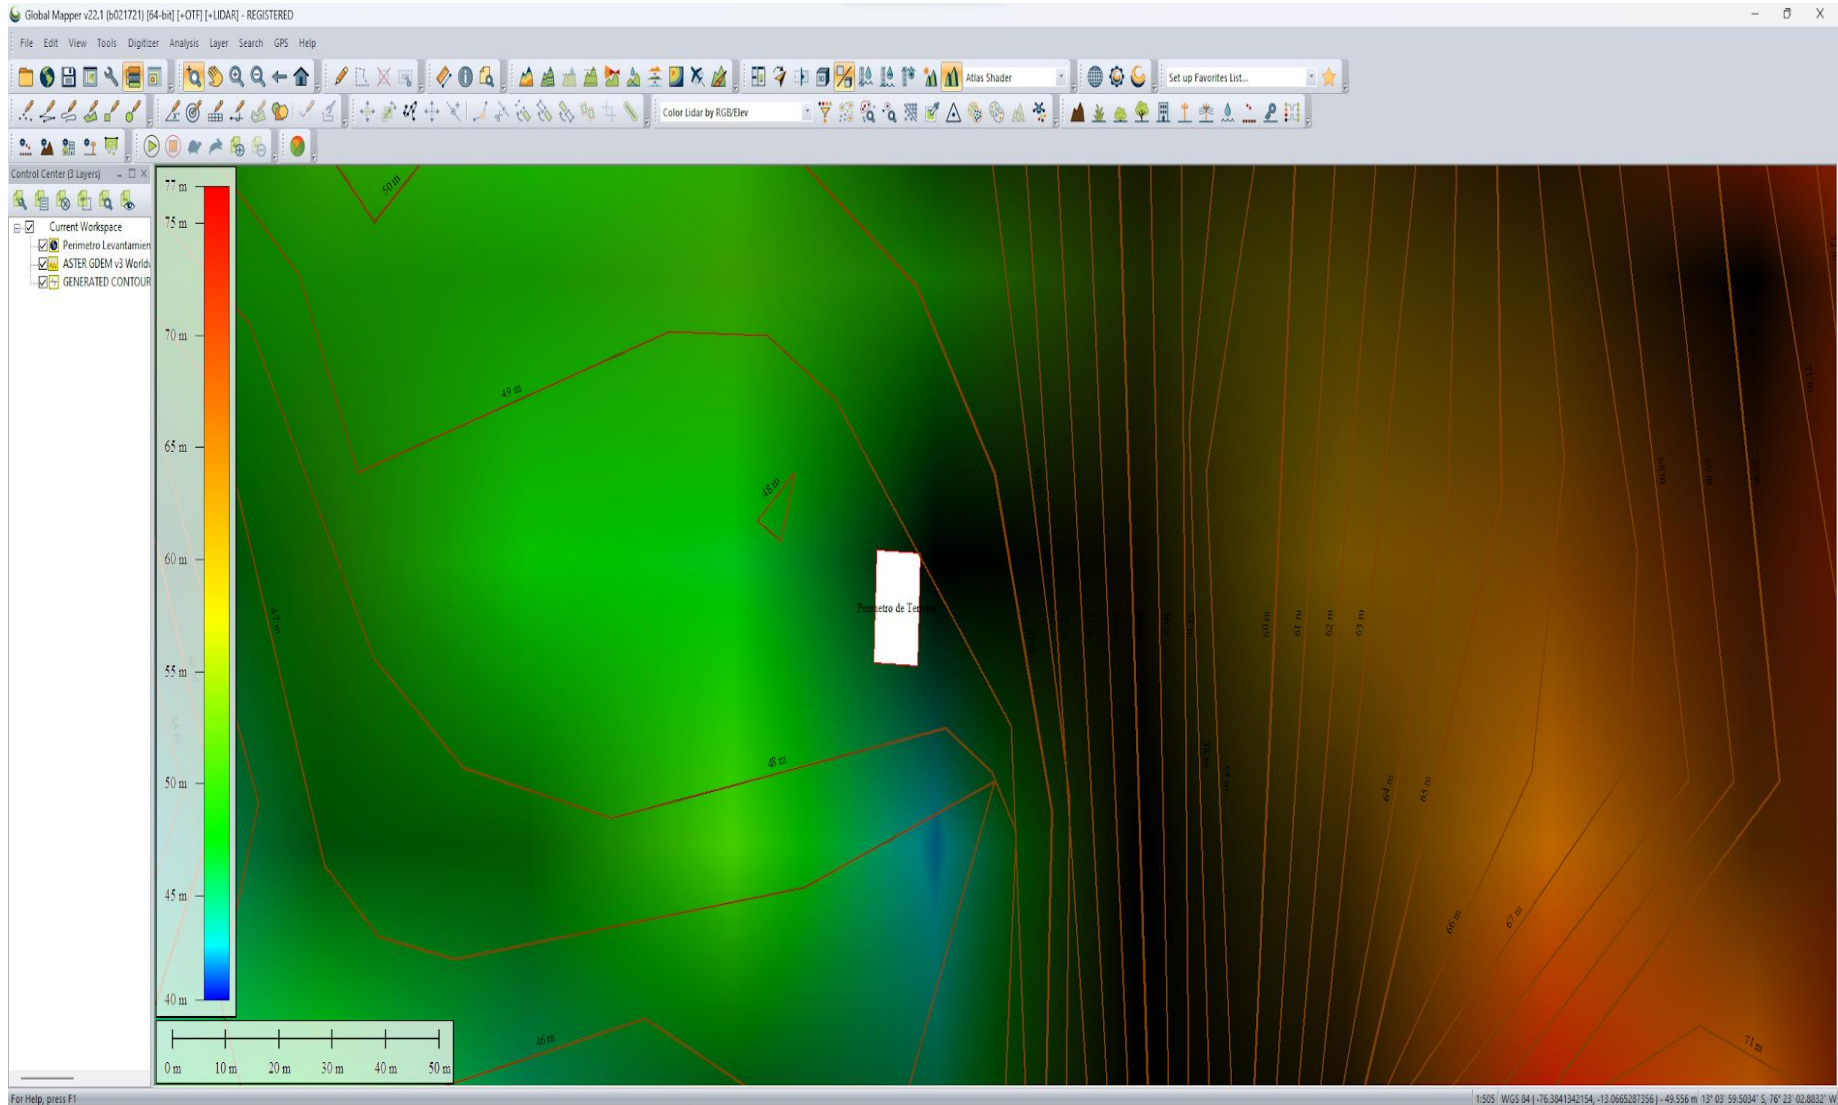 Global Mapper v22.1 (b021721) [64-bit] [+OTF] [+LIDAR] - REGISTERED
File Edit View Tools Digitizer Analysis Layer Search GPS Help
Atlas Shader
Set up Favorites List...
Color Lidar by RGB/Elev
Control Center (3 Layers)
Current Workspace
Perimetro Levantamien
ASTER GDEM v3 Worldw
GENERATED CONTOUR
77 m
75 m
70 m
65 m
60 m
55 m
50 m
45 m
40 m
0 m 10 m 20 m 30 m 40 m 50 m
50 m
49 m
48 m
47 m
Perimetro de Ter
60 m
61 m
62 m
63 m
48 m
64 m
65 m
66 m
67 m
46 m
71 m
68 m
For Help, press F1
1:505 WGS 84 ( -76.3841342154, -13.0665287356 ) - 49.556 m 13° 03' 59.5034" S, 76° 23' 02.8832" W